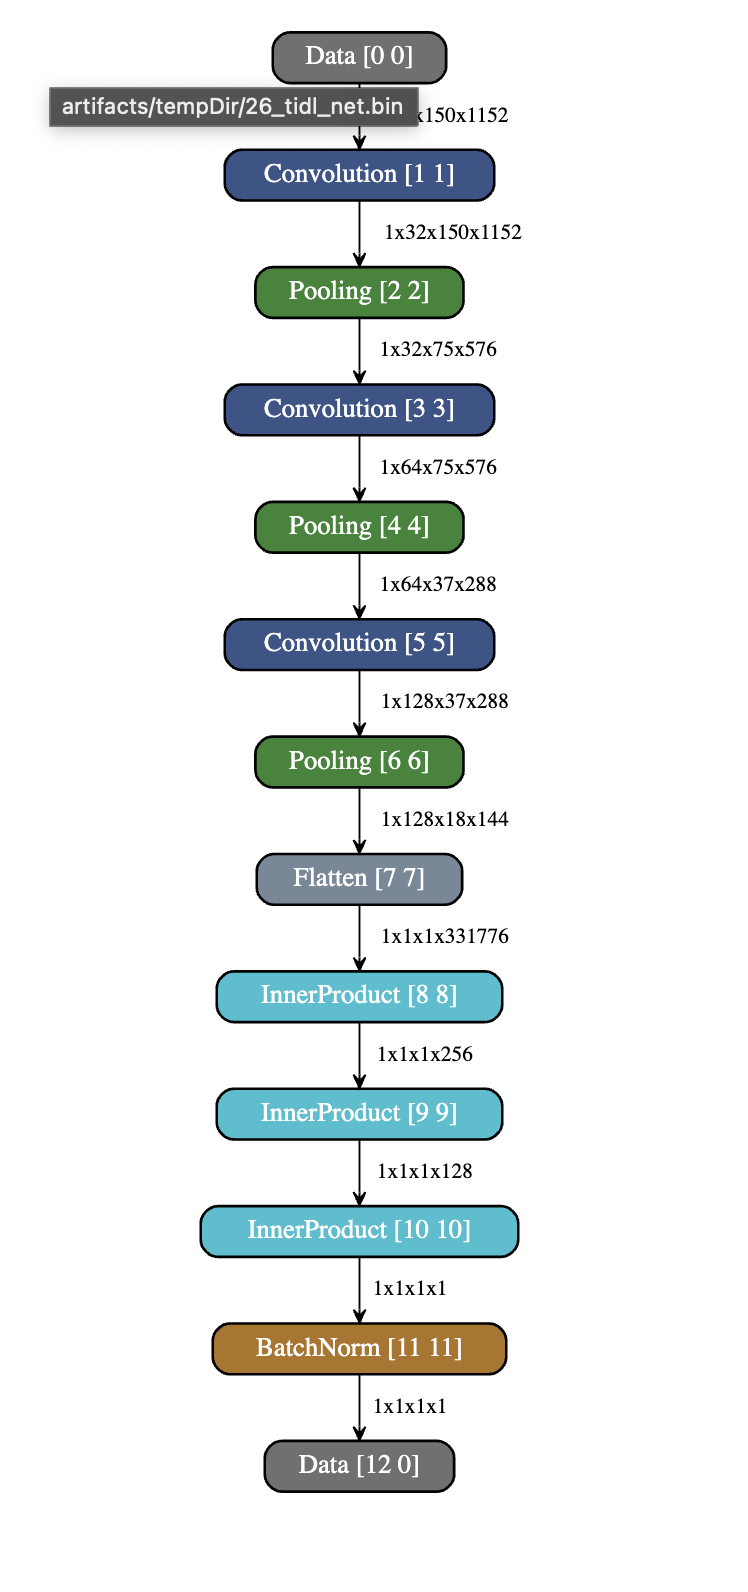 Data [0 0]
artifacts/tempDir/26_tidl_net.bin
x150x1152
Convolution [1 1]
1x32x150x1152
Pooling [2 2]
1x32x75x576
Convolution [3 3]
1x64x75x576
Pooling [4 4]
1x64x37x288
Convolution [5 5]
1x128x37x288
Pooling [6 6]
1x128x18x144
Flatten [7 7]
1x1x1x331776
InnerProduct [8 8]
1x1x1x256
InnerProduct [9 9]
1x1x1x128
InnerProduct [10 10]
1x1x1x1
BatchNorm [11 11]
1x1x1x1
Data [12 0]